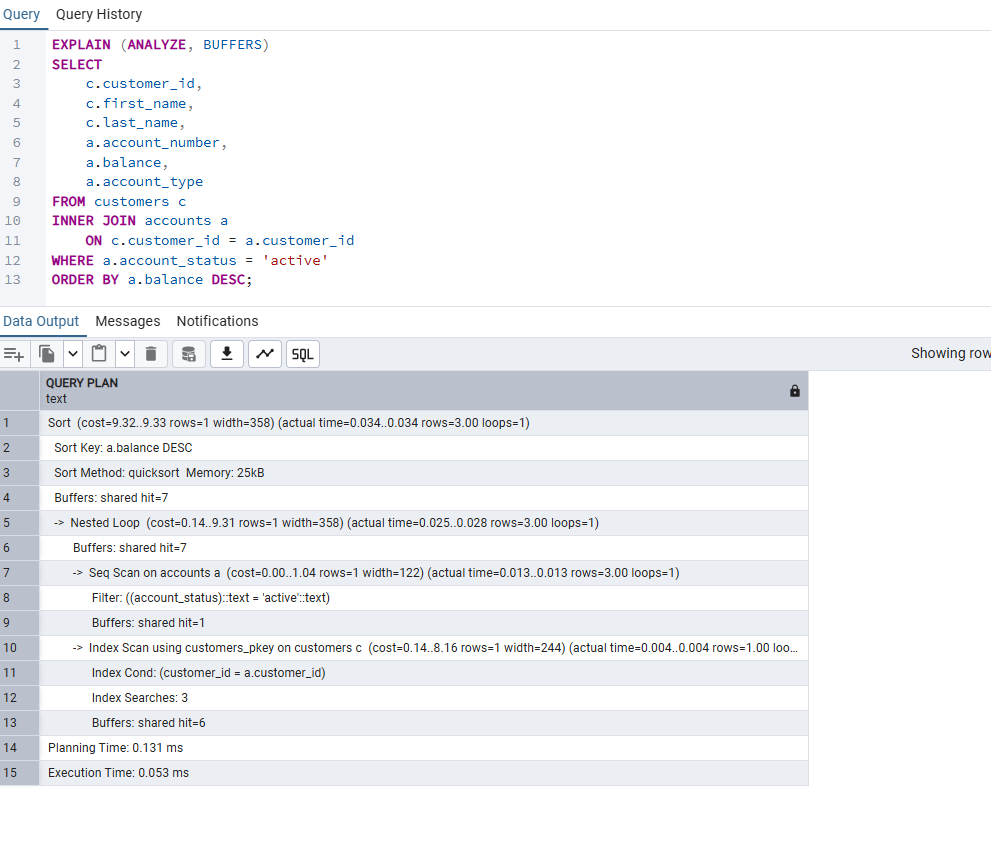 Query Query History
1 EXPLAIN (ANALYZE, BUFFERS)
2 SELECT
3 c.customer_id,
4 c.first_name,
5 c.last_name,
6 a.account_number,
7 a.balance,
8 a.account_type
9 FROM customers c
10 INNER JOIN accounts a
11 ON c.customer_id = a.customer_id
12 WHERE a.account_status = 'active'
13 ORDER BY a.balance DESC;
Data Output Messages Notifications
SQL Showing row
QUERY PLAN
text
1 Sort (cost=9.32..9.33 rows=1 width=358) (actual time=0.034..0.034 rows=3.00 loops=1)
2 Sort Key: a.balance DESC
3 Sort Method: quicksort Memory: 25kB
4 Buffers: shared hit=7
5 -> Nested Loop (cost=0.14..9.31 rows=1 width=358) (actual time=0.025..0.028 rows=3.00 loops=1)
6 Buffers: shared hit=7
7 -> Seq Scan on accounts a (cost=0.00..1.04 rows=1 width=122) (actual time=0.013..0.013 rows=3.00 loops=1)
8 Filter: ((account_status)::text = 'active'::text)
9 Buffers: shared hit=1
10 -> Index Scan using customers_pkey on customers c (cost=0.14..8.16 rows=1 width=244) (actual time=0.004..0.004 rows=1.00 loo...
11 Index Cond: (customer_id = a.customer_id)
12 Index Searches: 3
13 Buffers: shared hit=6
14 Planning Time: 0.131 ms
15 Execution Time: 0.053 ms